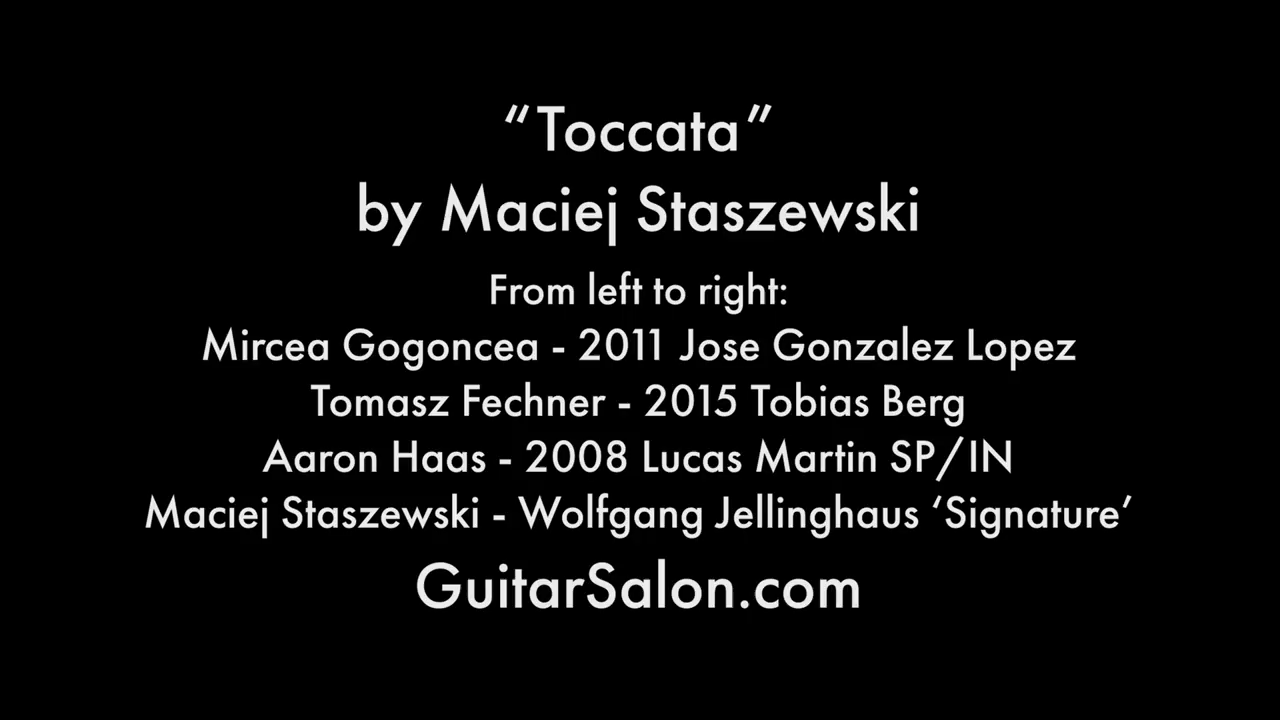 “Toccata”
by Maciej Staszewski
From left to right:
Mircea Gogoncea - 2011 Jose Gonzalez Lopez
Tomasz Fechner - 2015 Tobias Berg
Aaron Haas - 2008 Lucas Martin SP/IN
Maciej Staszewski - Wolfgang Jellinghaus ‘Signature’
GuitarSalon.com